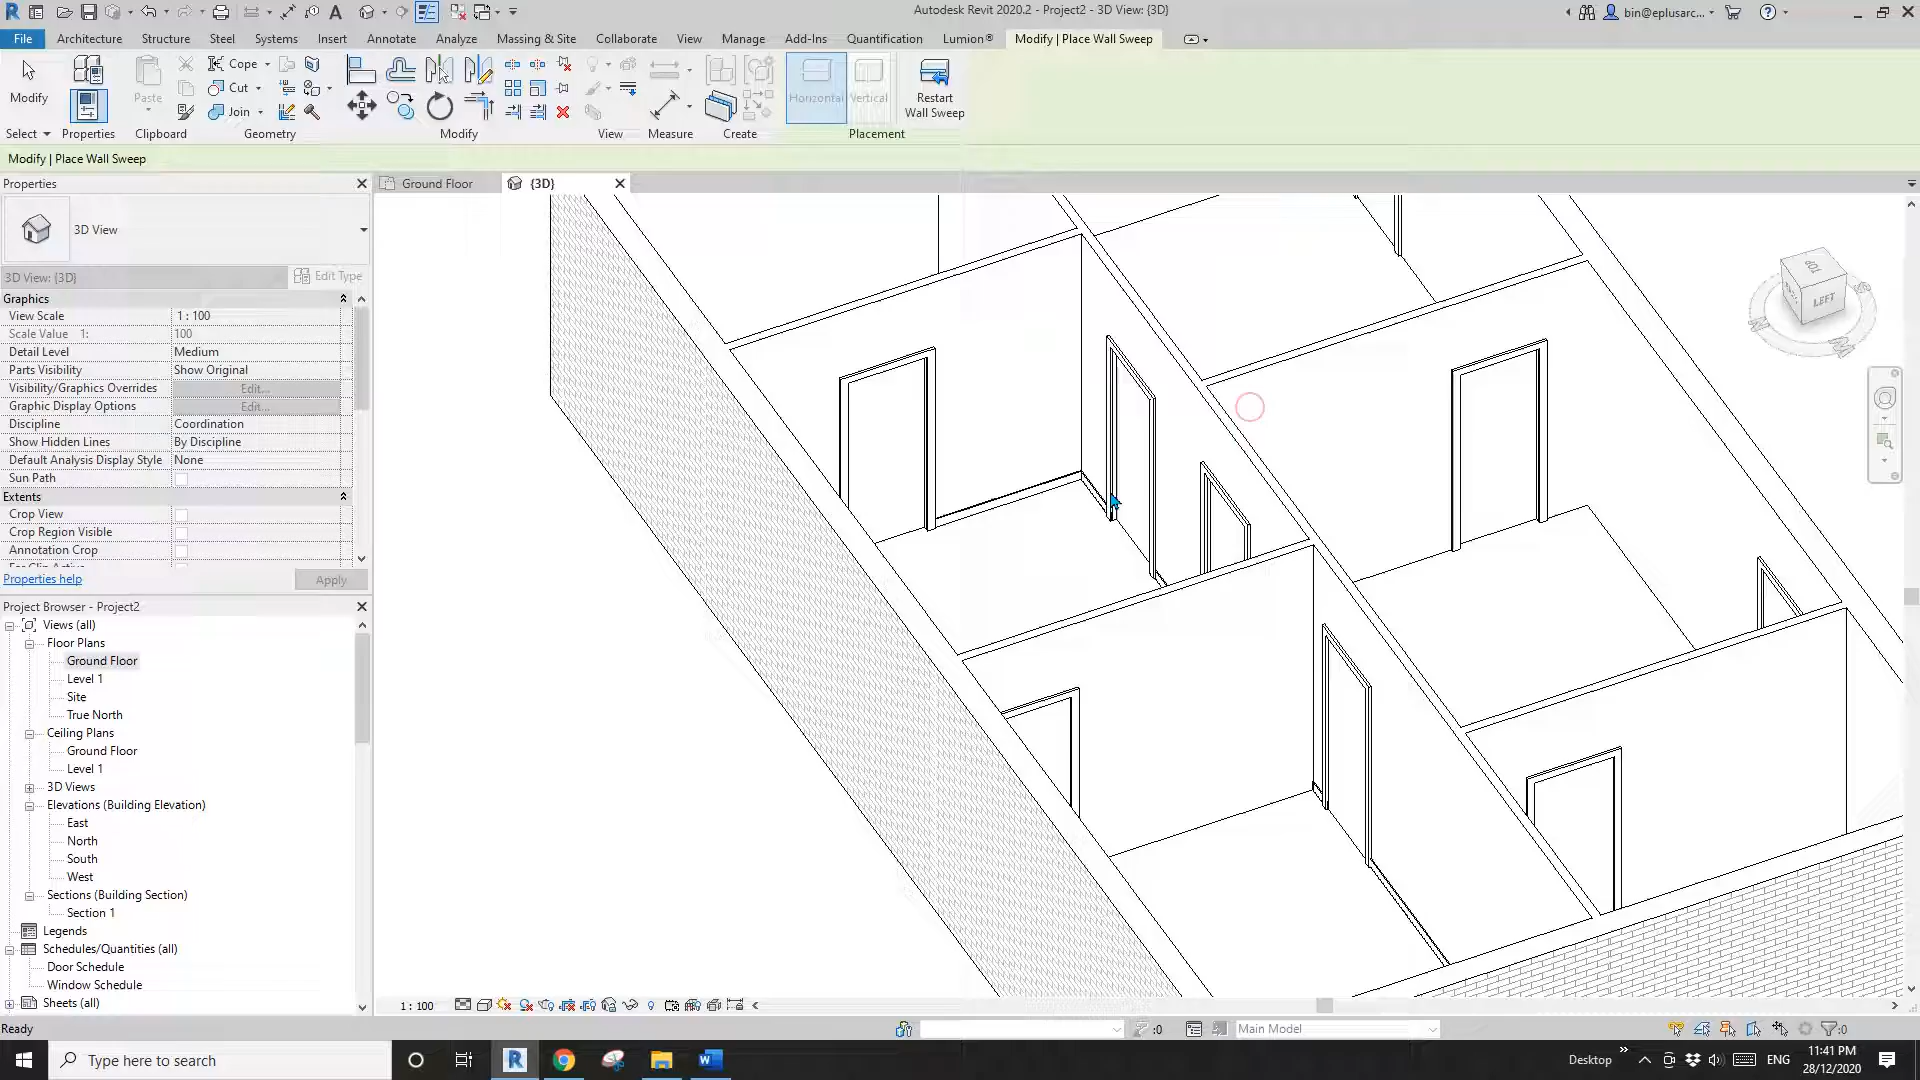 Autodesk Revit 2020.2 - Project2 - 3D View: {3D}
bin@eplusarc...
File Architecture Structure Steel Systems Insert Annotate Analyze Massing & Site Collaborate View Manage Add-Ins Quantification Lumion® Modify | Place Wall Sweep
Modify
Paste
Cope
Cut
Join
Horizontal
Vertical
Restart
Wall Sweep
Select Properties Clipboard Geometry Modify View Measure Create Placement
Modify | Place Wall Sweep
Properties
Ground Floor
{3D}
3D View
3D View: {3D}
Edit Type
Graphics
View Scale 1 : 100
Scale Value 1: 100
Detail Level Medium
Parts Visibility Show Original
Visibility/Graphics Overrides Edit...
Graphic Display Options Edit...
Discipline Coordination
Show Hidden Lines By Discipline
Default Analysis Display Style None
Sun Path
Extents
Crop View
Crop Region Visible
Annotation Crop
Properties help
Apply
Project Browser - Project2
Views (all)
Floor Plans
Ground Floor
Level 1
Site
True North
Ceiling Plans
Ground Floor
Level 1
3D Views
Elevations (Building Elevation)
East
North
South
West
Sections (Building Section)
Section 1
Legends
Schedules/Quantities (all)
Door Schedule
Window Schedule
Sheets (all)
TOP
LEFT
1 : 100
Ready
:0
Main Model
:0
Type here to search
Desktop
ENG
11:41 PM
28/12/2020